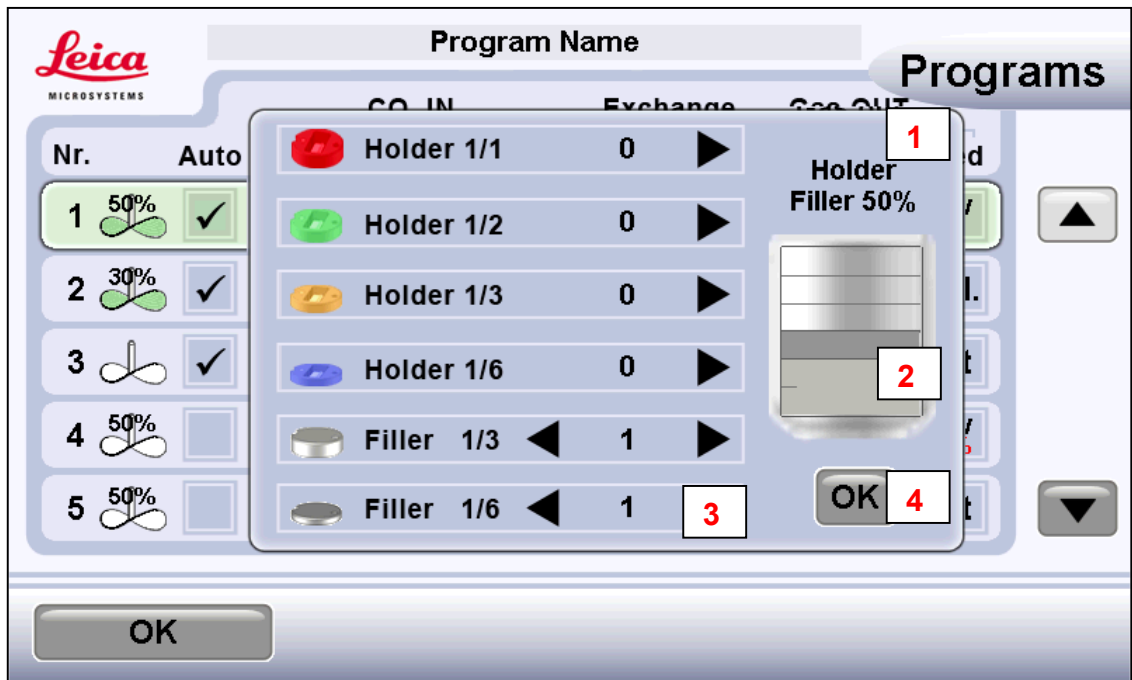 Leica
MICROSYSTEMS
Program Name
Programs
Exchange
Nr. Auto
1 50%
2 30%
3
4 50%
5 50%
Holder 1/1 0
Holder 1/2 0
Holder 1/3 0
Holder 1/6 0
Filler 1/3 1
Filler 1/6 1
1
Holder
Filler 50%
2
3
OK
4
OK